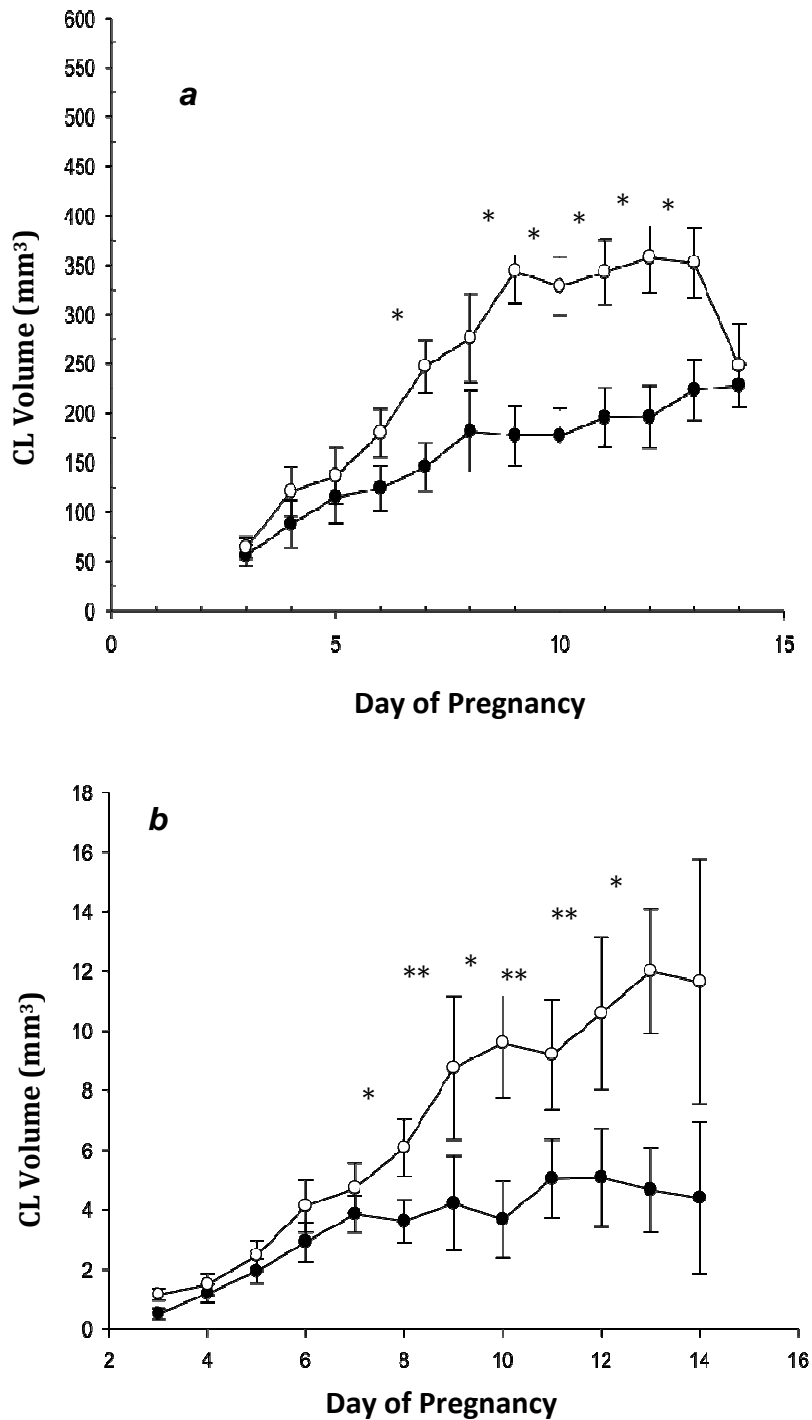 600
550
500
450
400
350
300
250
200
150
100
50
0
CL Volume (mm³)
a
* * * * *
*
0 5 10 15
Day of Pregnancy
18
16
14
12
10
8
6
4
2
0
CL Volume (mm³)
b
*
**
** * **
*
2 4 6 8 10 12 14 16
Day of Pregnancy